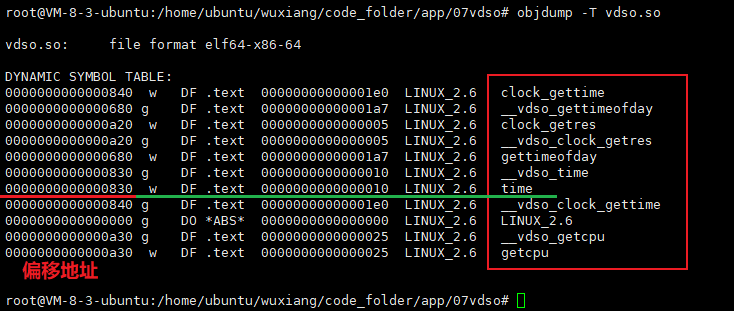 root@VM-8-3-ubuntu:/home/ubuntu/wuxiang/code_folder/app/07vdso# objdump -T vdso.so
vdso.so:     file format elf64-x86-64
DYNAMIC SYMBOL TABLE:
0000000000000840  w   DF .text  00000000000001e0  LINUX_2.6   clock_gettime
0000000000000680 g    DF .text  00000000000001a7  LINUX_2.6   __vdso_gettimeofday
0000000000000a20  w   DF .text  0000000000000005  LINUX_2.6   clock_getres
0000000000000a20 g    DF .text  0000000000000005  LINUX_2.6   __vdso_clock_getres
0000000000000680  w   DF .text  00000000000001a7  LINUX_2.6   gettimeofday
0000000000000830 g    DF .text  0000000000000010  LINUX_2.6   __vdso_time
0000000000000830  w   DF .text  0000000000000010  LINUX_2.6   time
0000000000000840 g    DF .text  00000000000001e0  LINUX_2.6   __vdso_clock_gettime
0000000000000000 g    DO *ABS*  0000000000000000  LINUX_2.6   LINUX_2.6
0000000000000a30 g    DF .text  0000000000000025  LINUX_2.6   __vdso_getcpu
0000000000000a30  w   DF .text  0000000000000025  LINUX_2.6   getcpu
偏移地址
root@VM-8-3-ubuntu:/home/ubuntu/wuxiang/code_folder/app/07vdso#